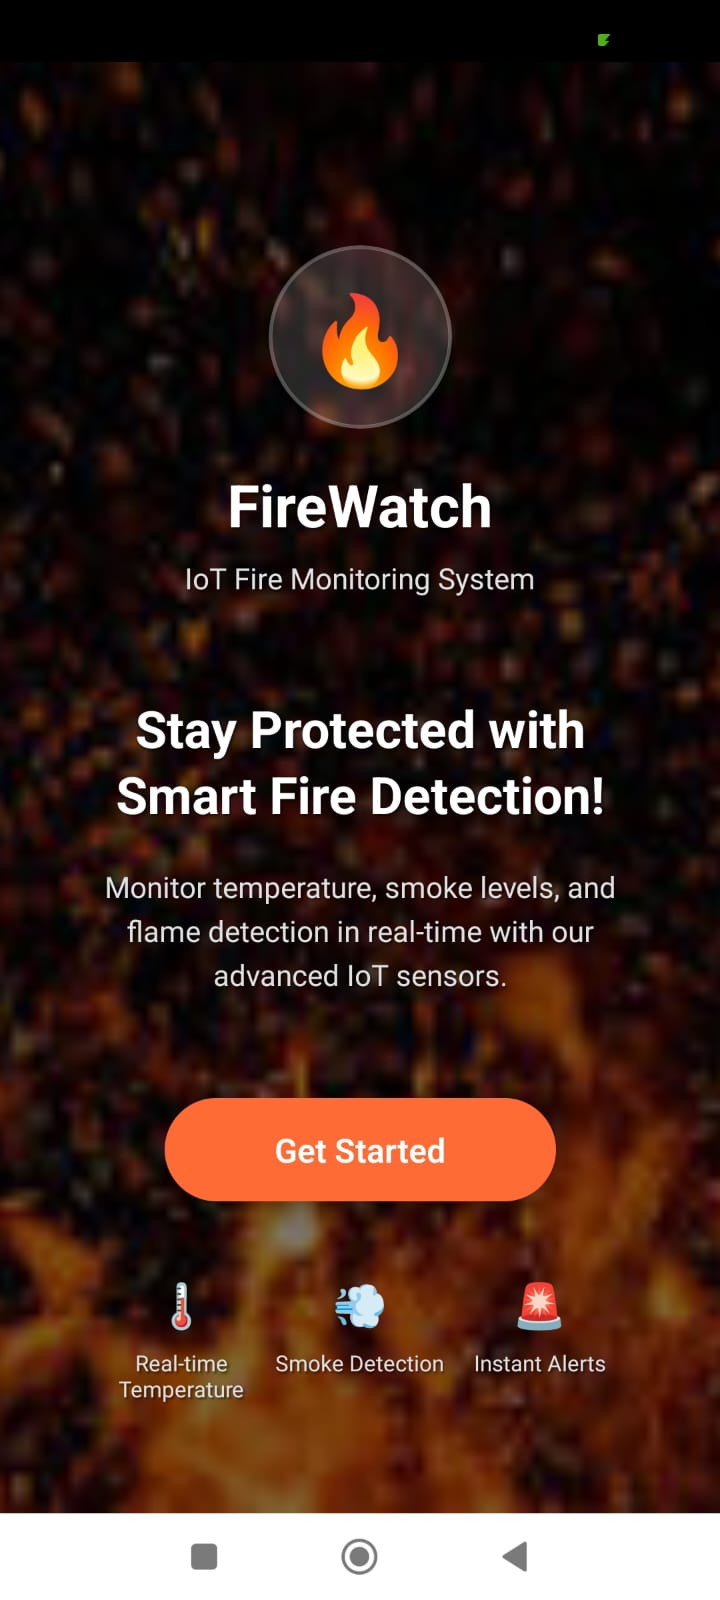 FireWatch
IoT Fire Monitoring System
Stay Protected with
Smart Fire Detection!
Monitor temperature, smoke levels, and
flame detection in real-time with our
advanced IoT sensors.
Get Started
Real-time
Temperature
Smoke Detection
Instant Alerts